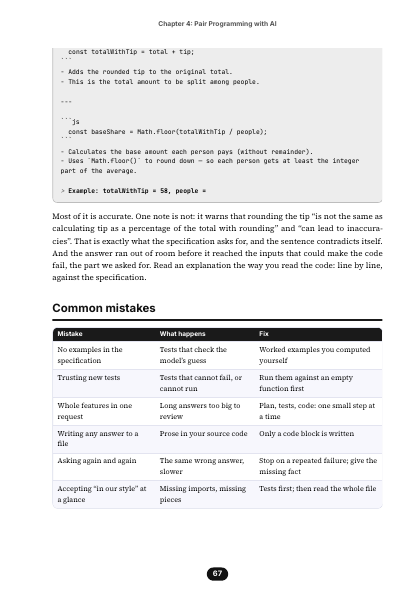 Chapter 4: Pair Programming with AI
const totalWithTip = total + tip;
```
- Adds the rounded tip to the original total.
- This is the total amount to be split among people.
---
```js
const baseShare = Math.floor(totalWithTip / people);
```
- Calculates the base amount each person pays (without remainder).
- Uses `Math.floor()` to round down — so each person gets at least the integer
part of the average.
> Example: totalWithTip = 58, people =
Most of it is accurate. One note is not: it warns that rounding the tip “is not the same as
calculating tip as a percentage of the total with rounding” and “can lead to inaccura-
cies”. That is exactly what the specification asks for, and the sentence contradicts itself.
And the answer ran out of room before it reached the inputs that could make the code
fail, the part we asked for. Read an explanation the way you read the code: line by line,
against the specification.
Common mistakes
Mistake What happens Fix
No examples in the Tests that check the Worked examples you computed
specification model’s guess yourself
Trusting new tests Tests that cannot fail, or Run them against an empty
cannot run function first
Whole features in one Long answers too big to Plan, tests, code: one small step at
request review a time
Writing any answer to a Prose in your source code Only a code block is written
file
Asking again and again The same wrong answer, Stop on a repeated failure; give the
slower missing fact
Accepting “in our style” at Missing imports, missing Tests first; then read the whole file
a glance pieces
67